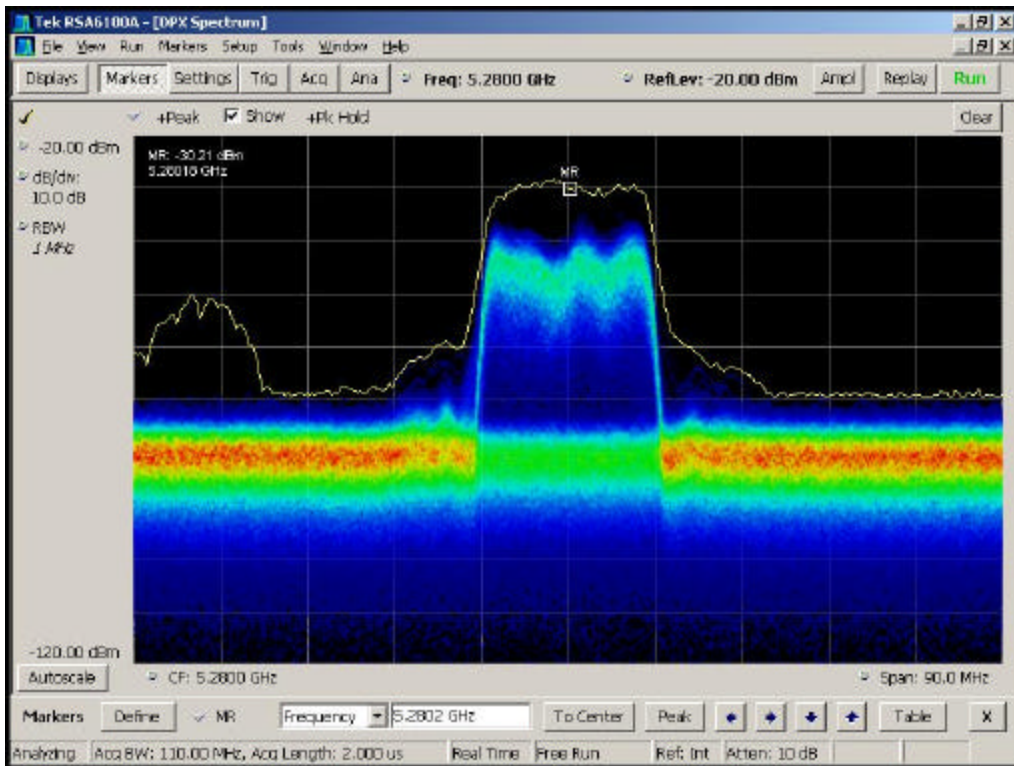 Tek RSA6100A - [DPX Spectrum]
File View Run Markers Setup Tools Window Help
Displays Markers Settings Trig Acq Ana Freq: 5.2800 GHz RefLev: -20.00 dBm Ampl Replay Run
+Peak Show +Pk Hold Clear
-20.00 dBm
dB/div:
10.0 dB
RBW
1 MHz
MR: -30.21 dBm
5.28018 GHz
MR
-120.00 dBm
Autoscale CF: 5.2800 GHz Span: 90.0 MHz
Markers Define MR Frequency 5.2802 GHz To Center Peak Table X
Analyzing Acq BW: 110.00 MHz, Acq Length: 2.000 us Real Time Free Run Ref: Int Atten: 10 dB